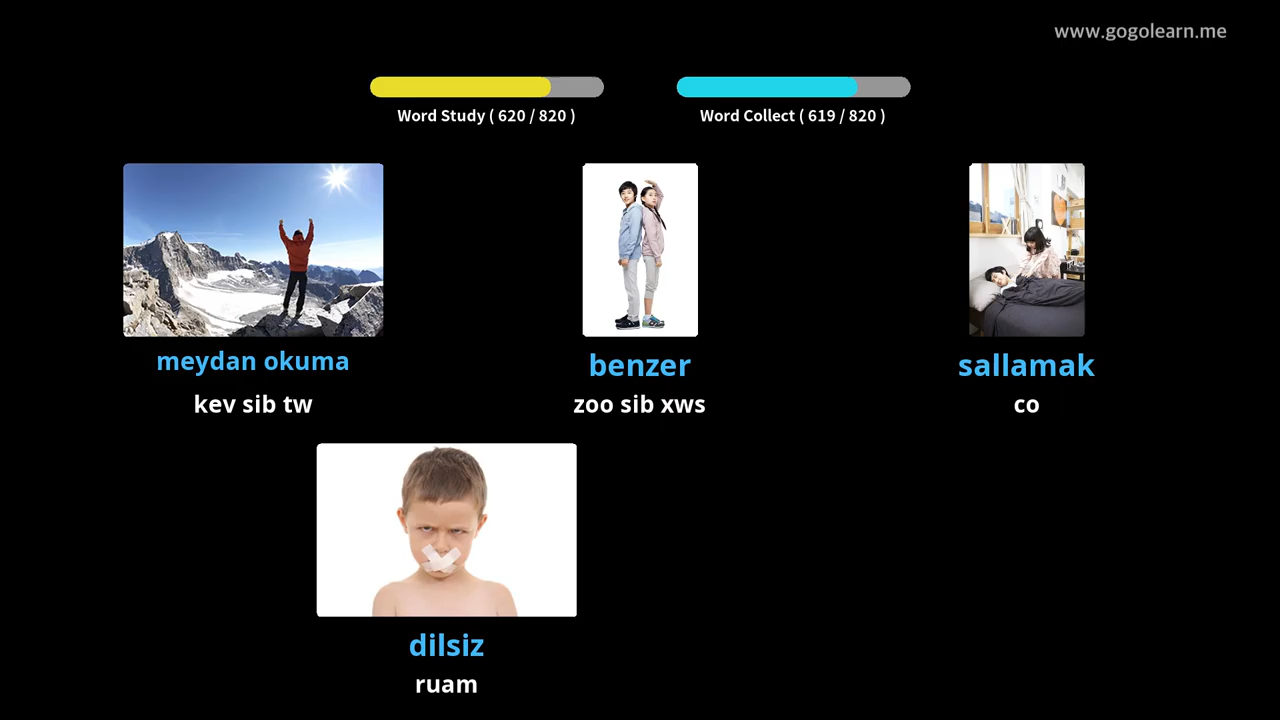 www.gogolearn.me
Word Study ( 620 / 820 )
Word Collect ( 619 / 820 )
meydan okuma
kev sib tw
benzer
zoo sib xws
sallamak
co
dilsiz
ruam